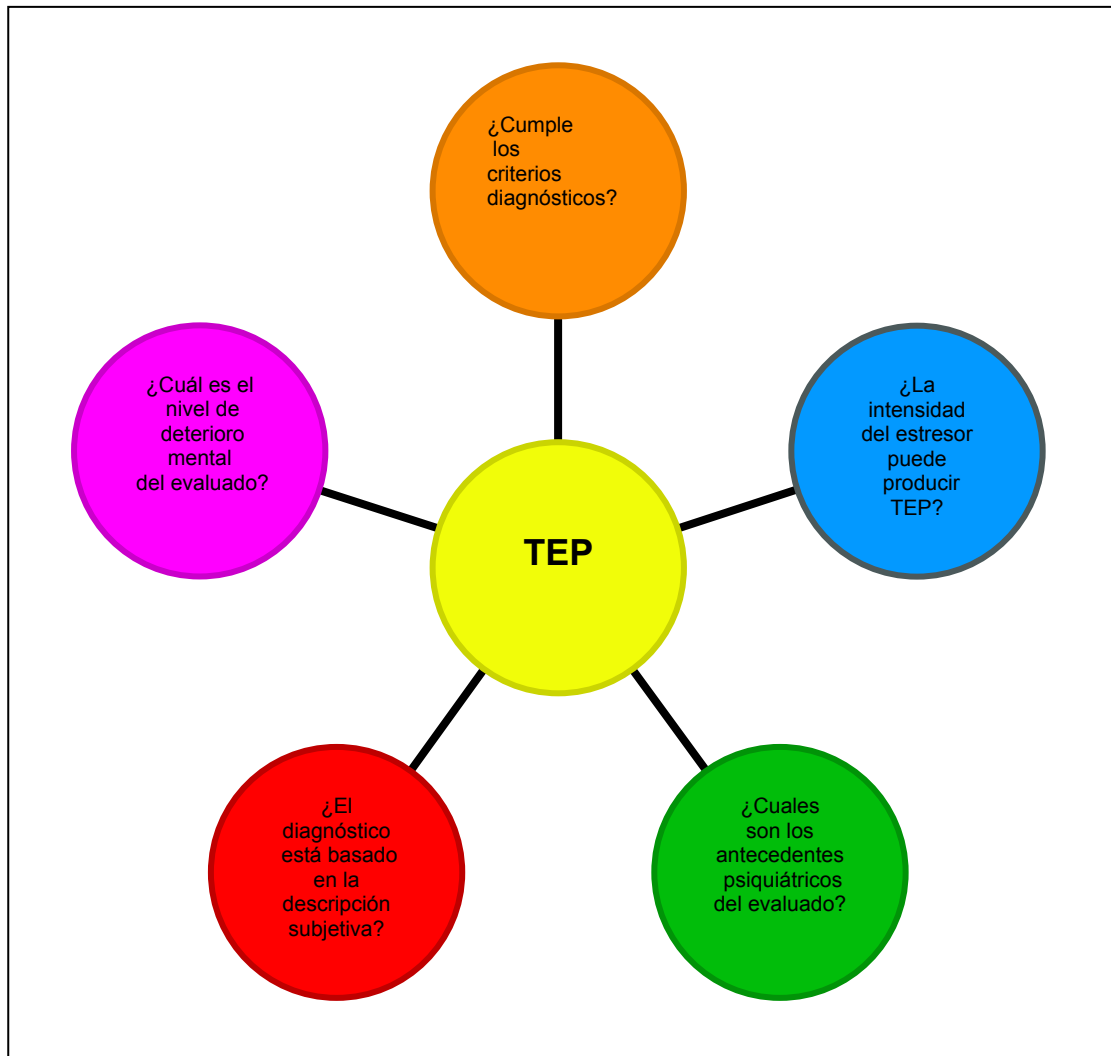 ¿Cumple
los
criterios
diagnósticos?
¿Cuál es el
nivel de
deterioro
mental
del evaluado?
¿La
intensidad
del estresor
puede
producir
TEP?
TEP
¿El
diagnóstico
está basado
en la
descripción
subjetiva?
¿Cuales
son los
antecedentes
psiquiátricos
del evaluado?